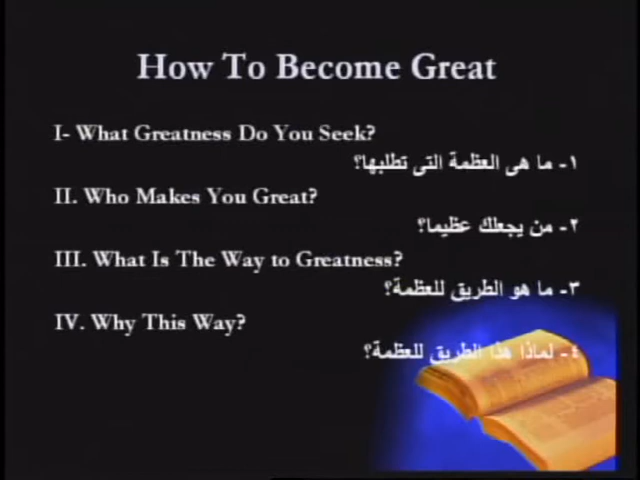 How To Become Great
I- What Greatness Do You Seek?
١- ما هى العظمة التى تطلبها؟
II. Who Makes You Great?
٢- من يجعلك عظيما؟
III. What Is The Way to Greatness?
٣- ما هو الطريق للعظمة؟
IV. Why This Way?
٤- لماذا هذا الطريق للعظمة؟